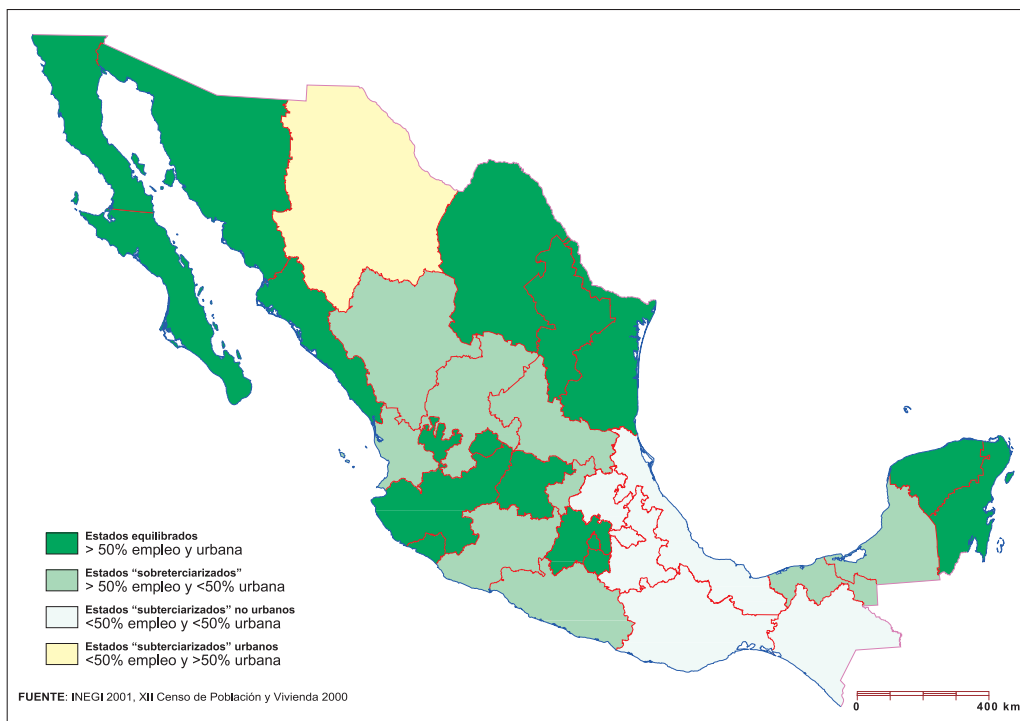 Estados equilibrados
> 50% empleo y urbana
Estados “sobreterciarizados”
> 50% empleo y <50% urbana
Estados “subterciarizados” no urbanos
<50% empleo y <50% urbana
Estados “subterciarizados” urbanos
<50% empleo y >50% urbana
FUENTE: INEGI 2001, XII Censo de Población y Vivienda 2000
0 400 km